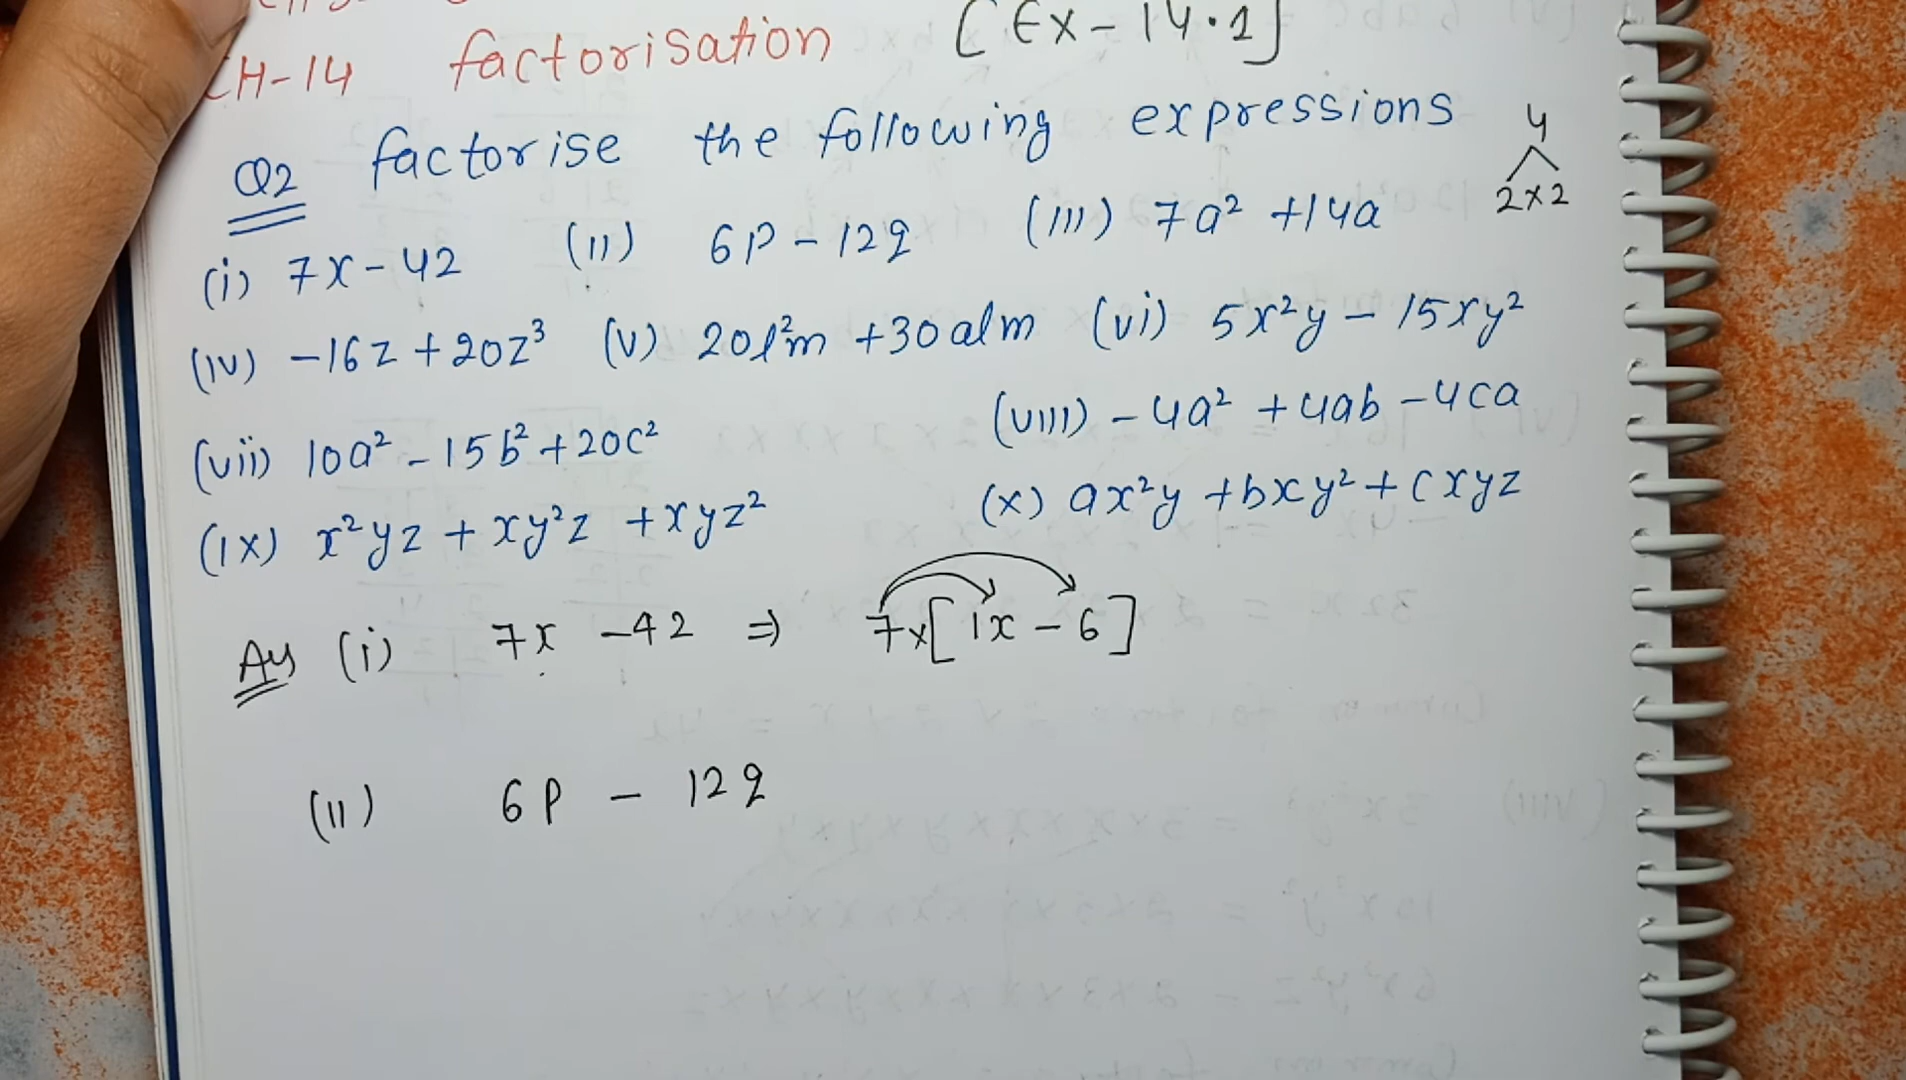 CH-14 factorisation [Ex-14.1]
Q2 factorise the following expressions
4
2×2
(i) 7x-42 (ii) 6p-12q (iii) 7a² +14a
(iv) -16z+20z³ (v) 20l²m +30alm (vi) 5x²y-15xy²
(vii) 10a²-15b²+20c² (viii) -4a²+4ab-4ca
(ix) x²yz+xy²z+xyz² (x) ax²y+bxy²+cxyz
(i) 7x -42 ⇒ 7×[1x-6]
(ii) 6p - 12q